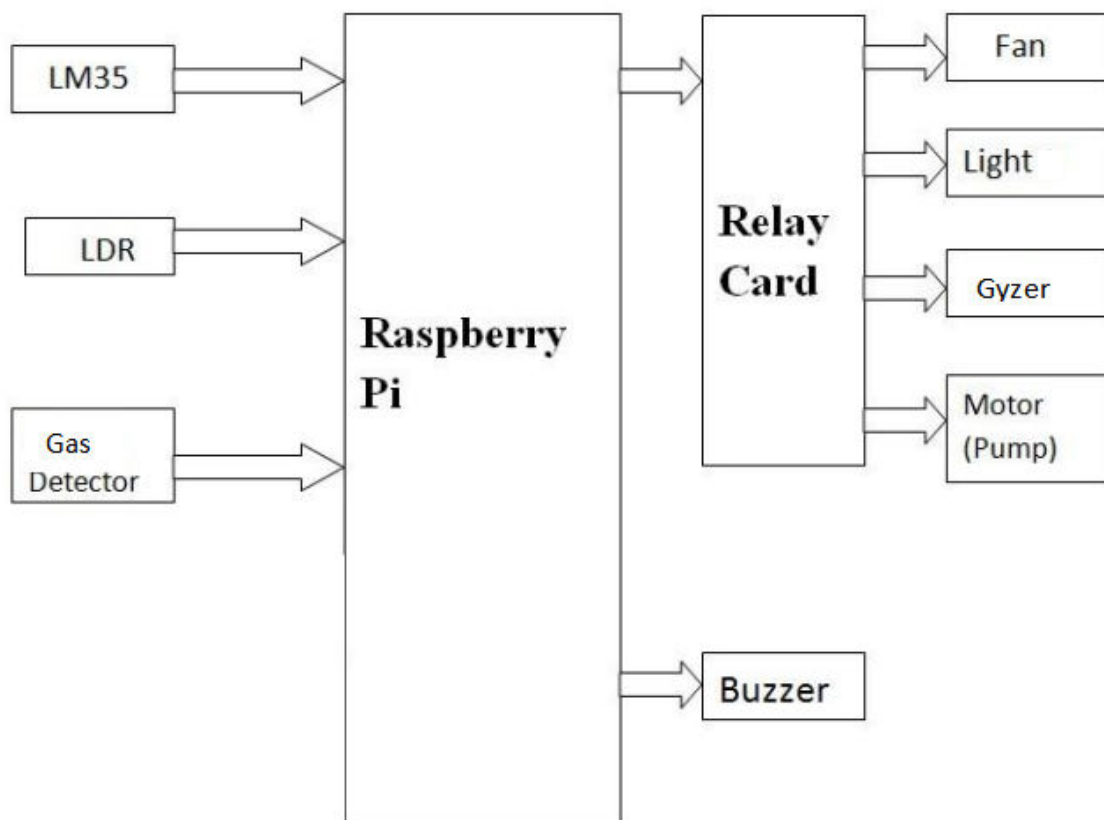 LM35
LDR
Gas
Detector
Raspberry
Pi
Relay
Card
Fan
Light
Gyzer
Motor
(Pump)
Buzzer